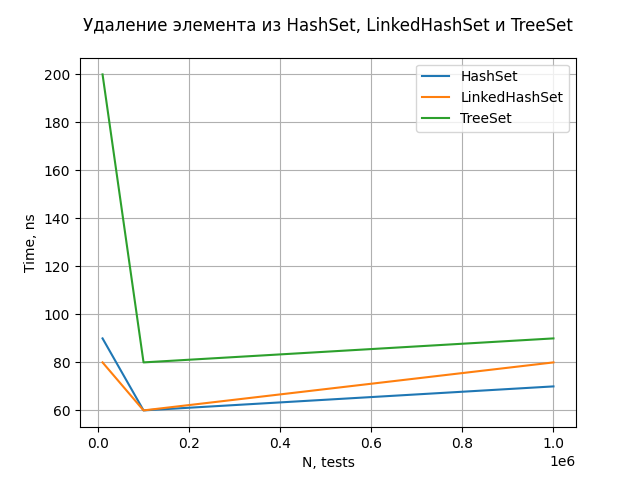 Удаление элемента из HashSet, LinkedHashSet и TreeSet
HashSet
LinkedHashSet
TreeSet
Time, ns
200
180
160
140
120
100
80
60
0.0 0.2 0.4 0.6 0.8 1.0
1e6
N, tests